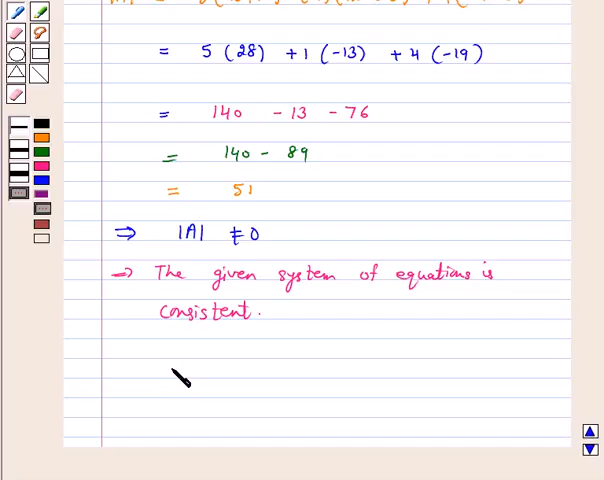 = 5 (28) +1 (-13) +4 (-19)
= 140 -13 -76
= 140 - 89
= 51
⇒ |A| ≠ 0
⇒ The given system of equations is
consistent.